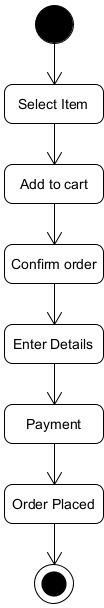 Select Item
Add to cart
Confirm order
Enter Details
Payment
Order Placed